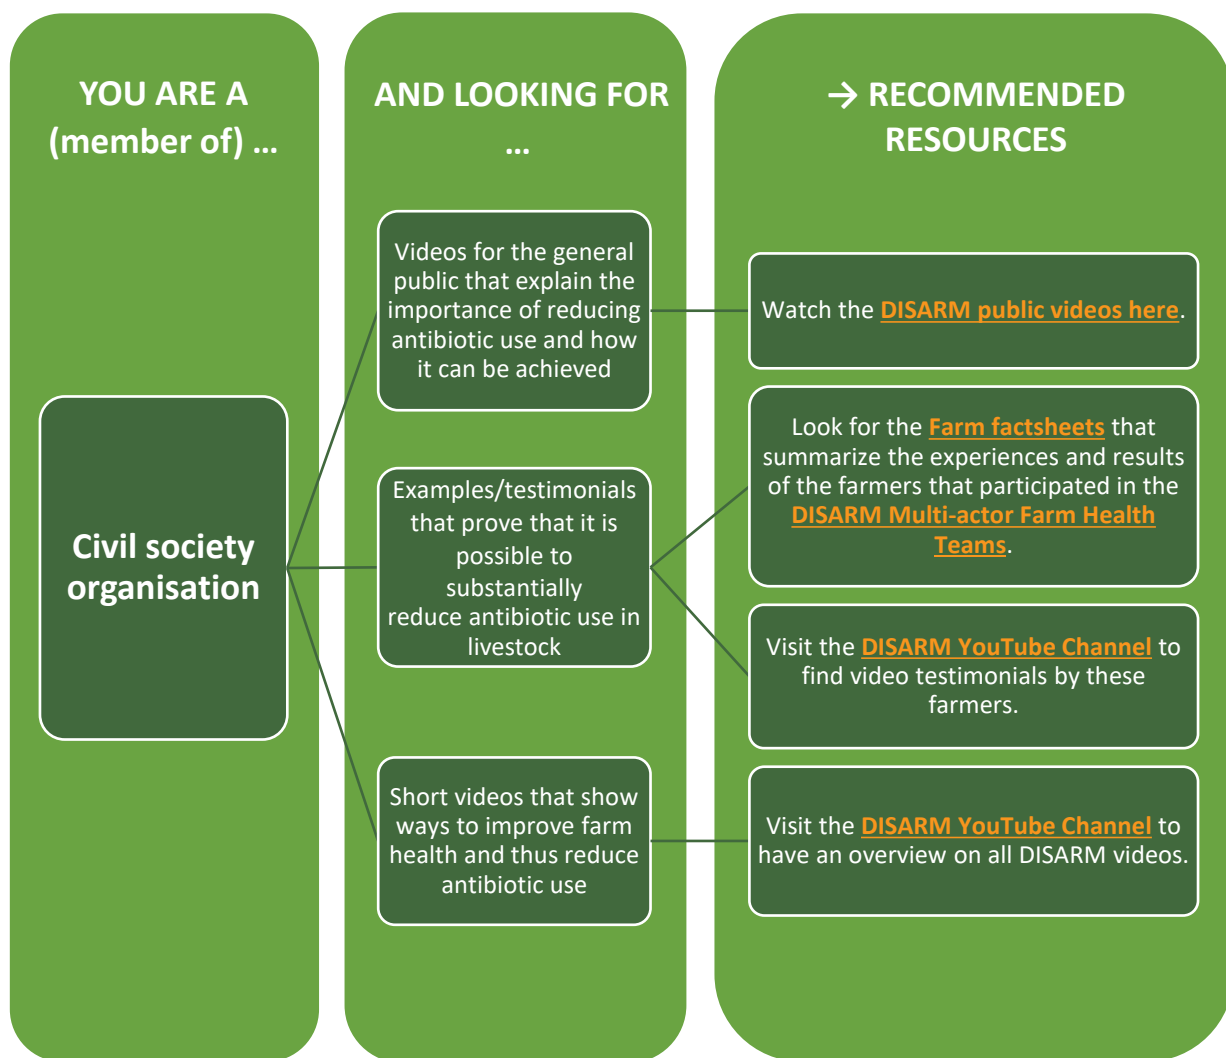 YOU ARE A
(member of) …
AND LOOKING FOR
…
→ RECOMMENDED
RESOURCES
Civil society
organisation
Videos for the general
public that explain the
importance of reducing
antibiotic use and how
it can be achieved
Watch the DISARM public videos here.
Examples/testimonials
that prove that it is
possible to
substantially
reduce antibiotic use in
livestock
Look for the Farm factsheets that
summarize the experiences and results
of the farmers that participated in the
DISARM Multi-actor Farm Health
Teams.
Visit the DISARM YouTube Channel to
find video testimonials by these
farmers.
Short videos that show
ways to improve farm
health and thus reduce
antibiotic use
Visit the DISARM YouTube Channel to
have an overview on all DISARM videos.